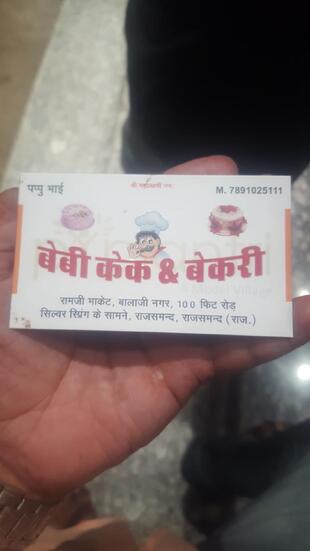 पप्पु भाई
M. 7891025111
बेबी केक & बेकरी
रामजी माकेट, बालाजी नगर, 100 फिट रोड़
सिल्वर स्प्रिंग के सामने, राजसमन्द, राजसमन्द (राज.)